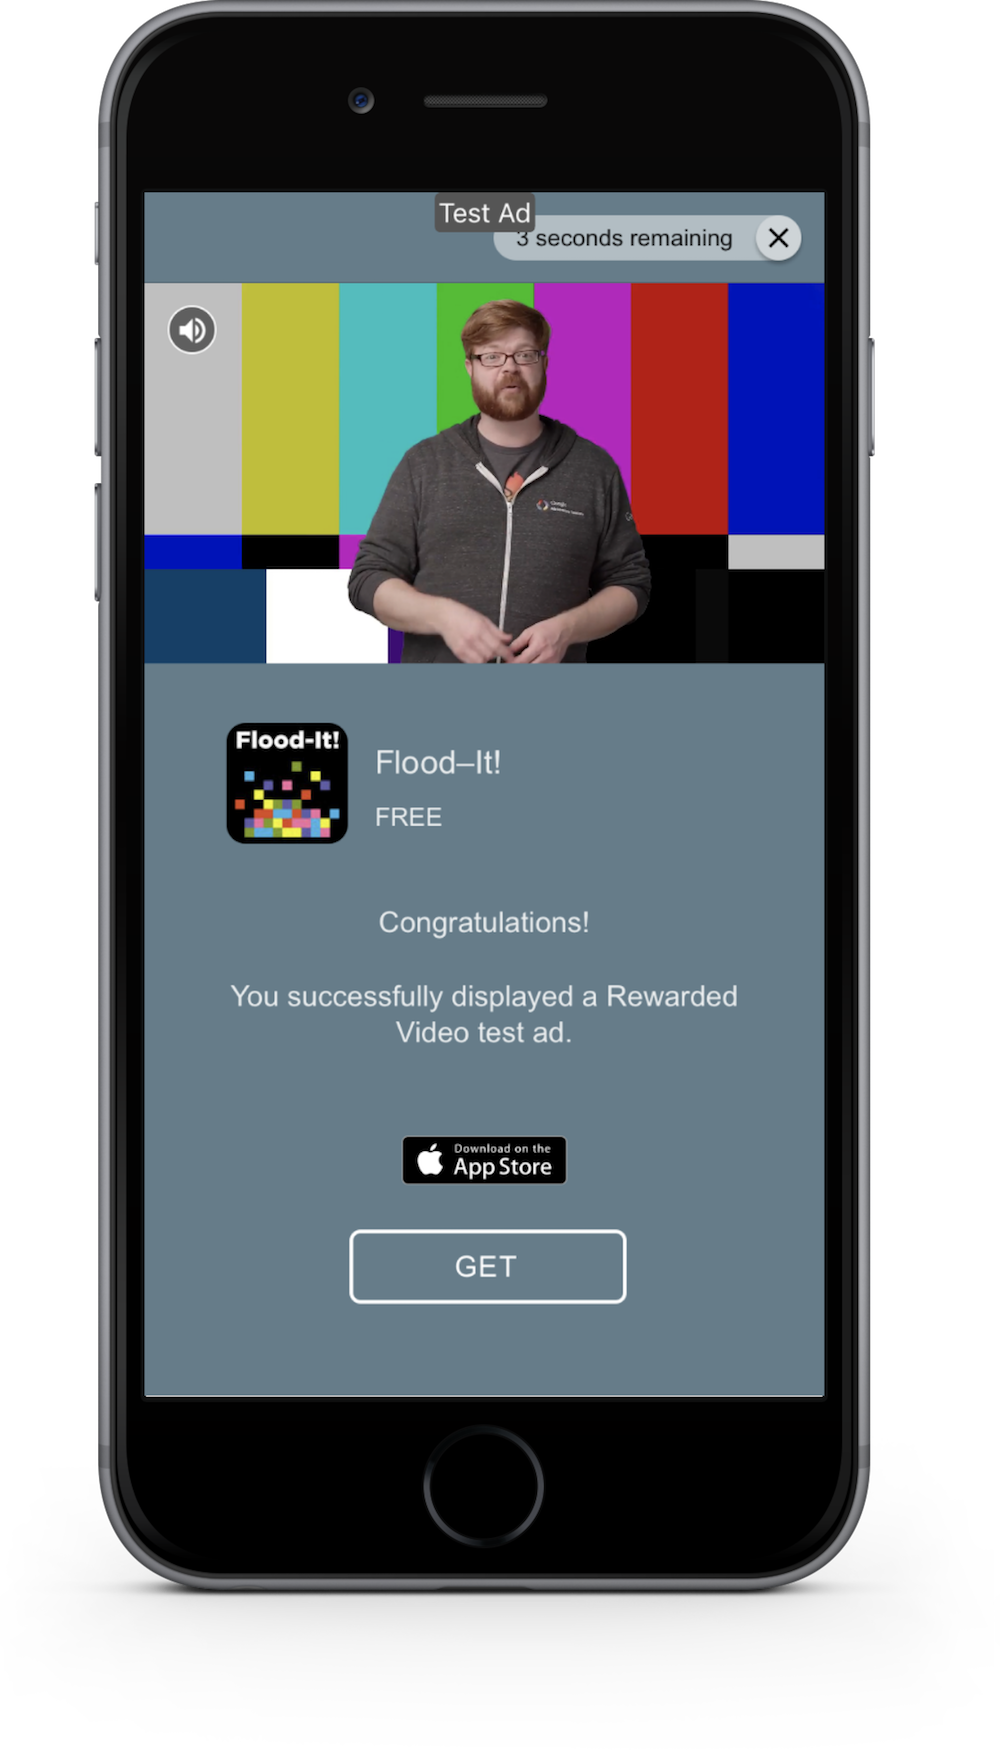 Test Ad
3 seconds remaining
Flood-It!
Flood–It!
FREE
Congratulations!
You successfully displayed a Rewarded
Video test ad.
Download on the
App Store
GET